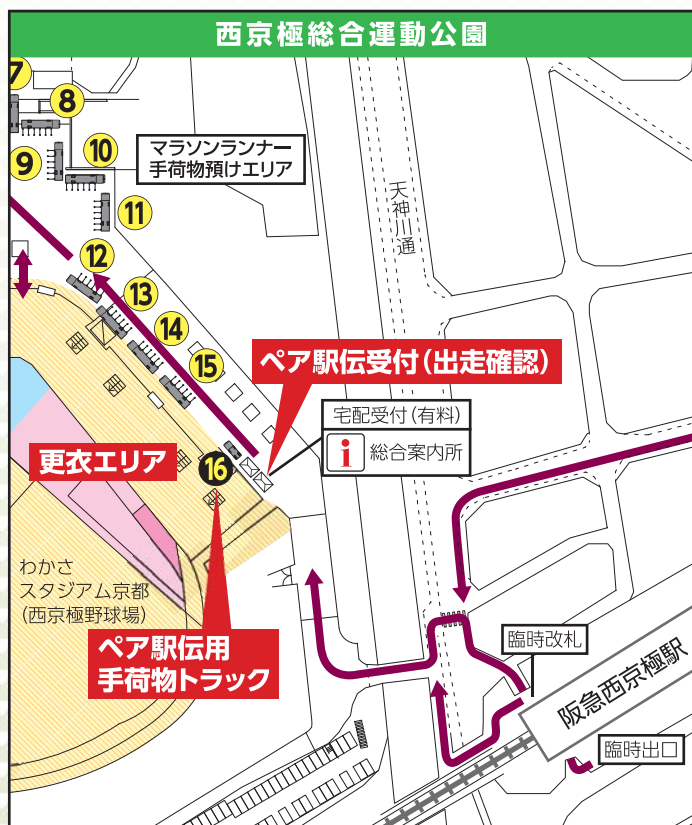 西京極総合運動公園
7
8
9
10
11
マラソンランナー
手荷物預けエリア
天神川通
12
13
14
15
ペア駅伝受付（出走確認）
宅配受付（有料）
i 総合案内所
更衣エリア
16
わかさ
スタジアム京都
（西京極野球場）
ペア駅伝用
手荷物トラック
臨時改札
阪急西京極駅
臨時出口